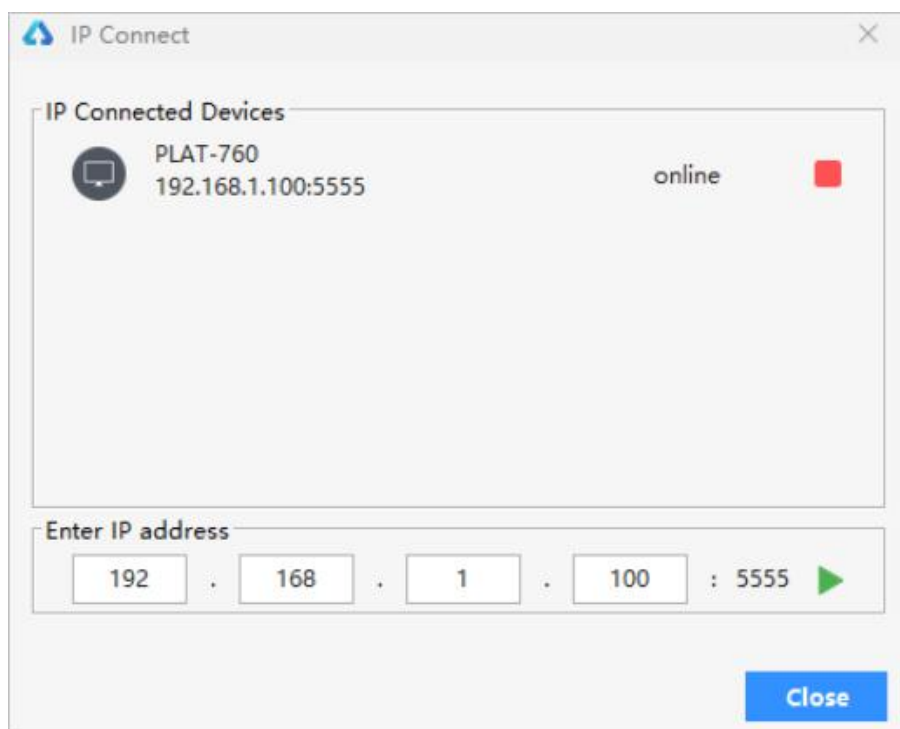 IP Connect
IP Connected Devices
PLAT-760
192.168.1.100:5555
online
Enter IP address
192 . 168 . 1 . 100 : 5555
Close